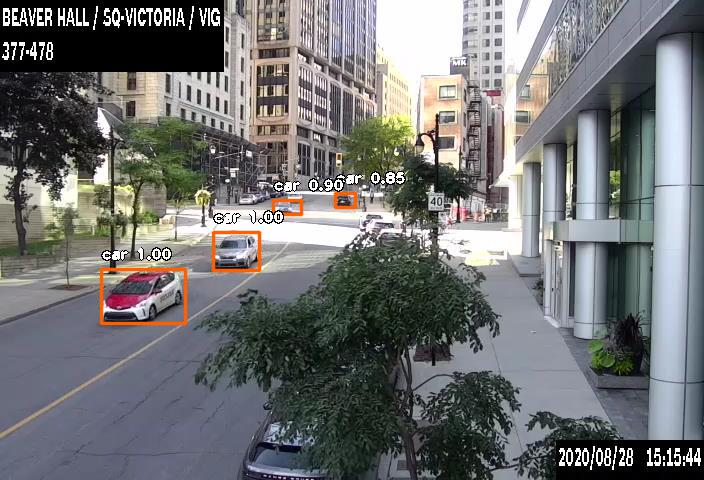 BEAVER HALL / SQ-VICTORIA / VIG
377-478
MK
car 0.90
car 0.85
40
car 1.00
car 1.00
2020/08/28 15:15:44